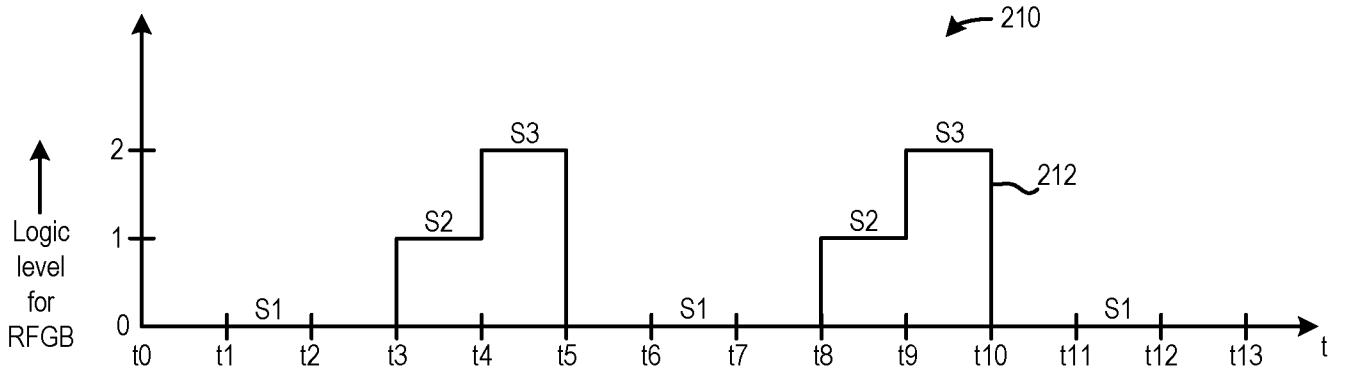 210
S3
S3
2
212
S2
S2
1
Logic
level
for
RFGB
S1
S1
S1
0
t0 t1 t2 t3 t4 t5 t6 t7 t8 t9 t10 t11 t12 t13 t